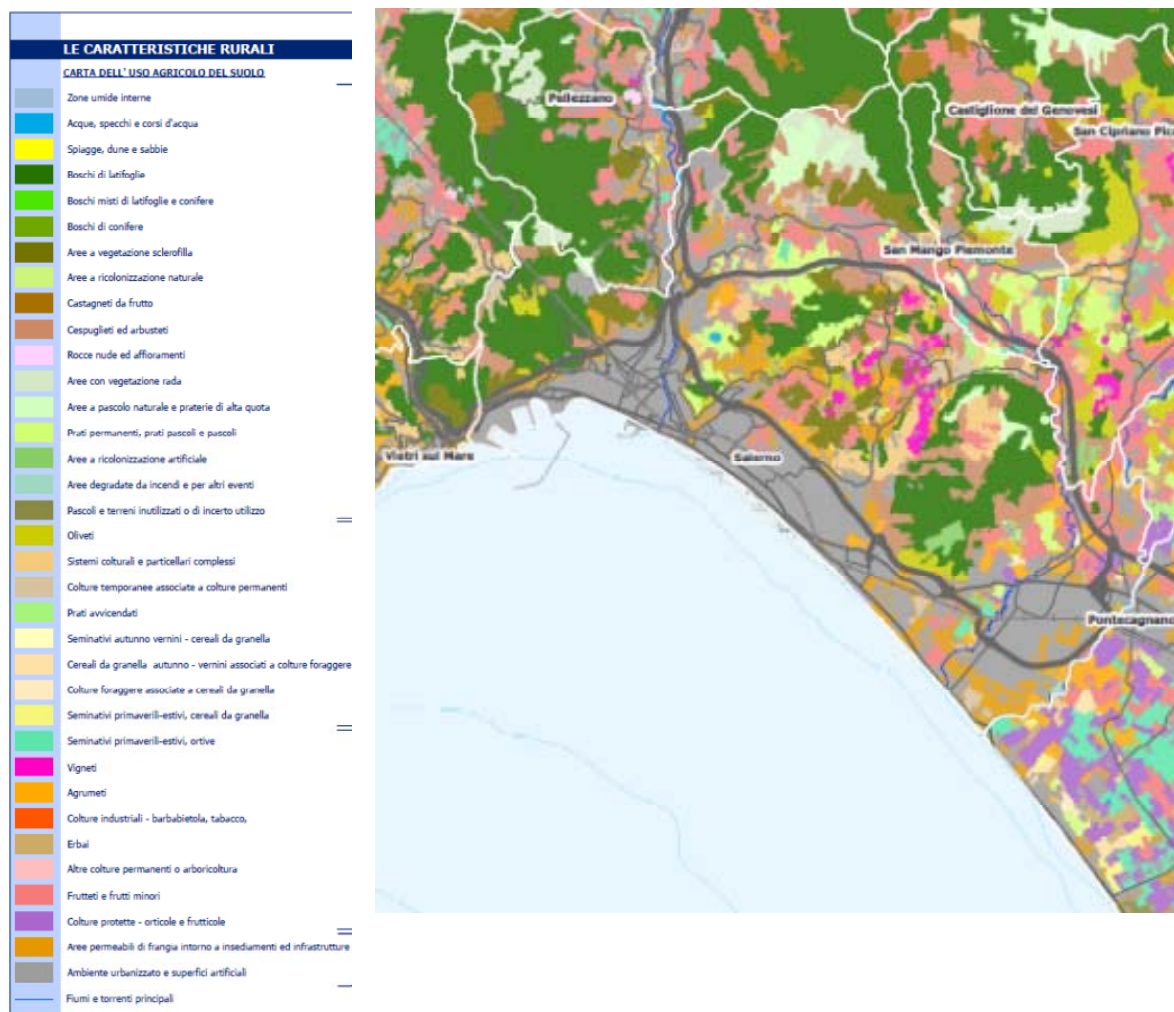 LE CARATTERISTICHE RURALI
CARTA DELL' USO AGRICOLO DEL SUOLO
Zone umide interne
Acque, specchi e corsi d'acqua
Spiagge, dune e sabbie
Boschi di latifoglie
Boschi misti di latifoglie e conifere
Boschi di conifere
Aree a vegetazione sclerofilla
Aree a ricolonizzazione naturale
Castagneti da frutto
Cespuglieti ed arbusteti
Rocce nude ed affioramenti
Aree con vegetazione rada
Aree a pascolo naturale e praterie di alta quota
Prati permanenti, prati pascoli e pascoli
Aree a ricolonizzazione artificiale
Aree degradate da incendi e per altri eventi
Pascoli e terreni inutilizzati o di incerto utilizzo
Oliveti
Sistemi colturali e particellari complessi
Colture temporanee associate a colture permanenti
Prati avvicendati
Seminativi autunno vernini - cereali da granella
Cereali da granella autunno - vernini associati a colture foraggere
Colture foraggere associate a cereali da granella
Seminativi primaverili-estivi, cereali da granella
Seminativi primaverili-estivi, ortive
Vigneti
Agrumeti
Colture industriali - barbabietola, tabacco,
Erbai
Altre colture permanenti o arboricoltura
Frutteti e frutti minori
Colture protette - orticole e frutticole
Aree permeabili di frangia intorno a insediamenti ed infrastrutture
Ambiente urbanizzato e superfici artificiali
Fiumi e torrenti principali
Pellezzano
Castiglione dei Genovesi
San Cipriano Pic
San Mango Piemonte
Vietri sul Mare
Salerno
Pontecagnano